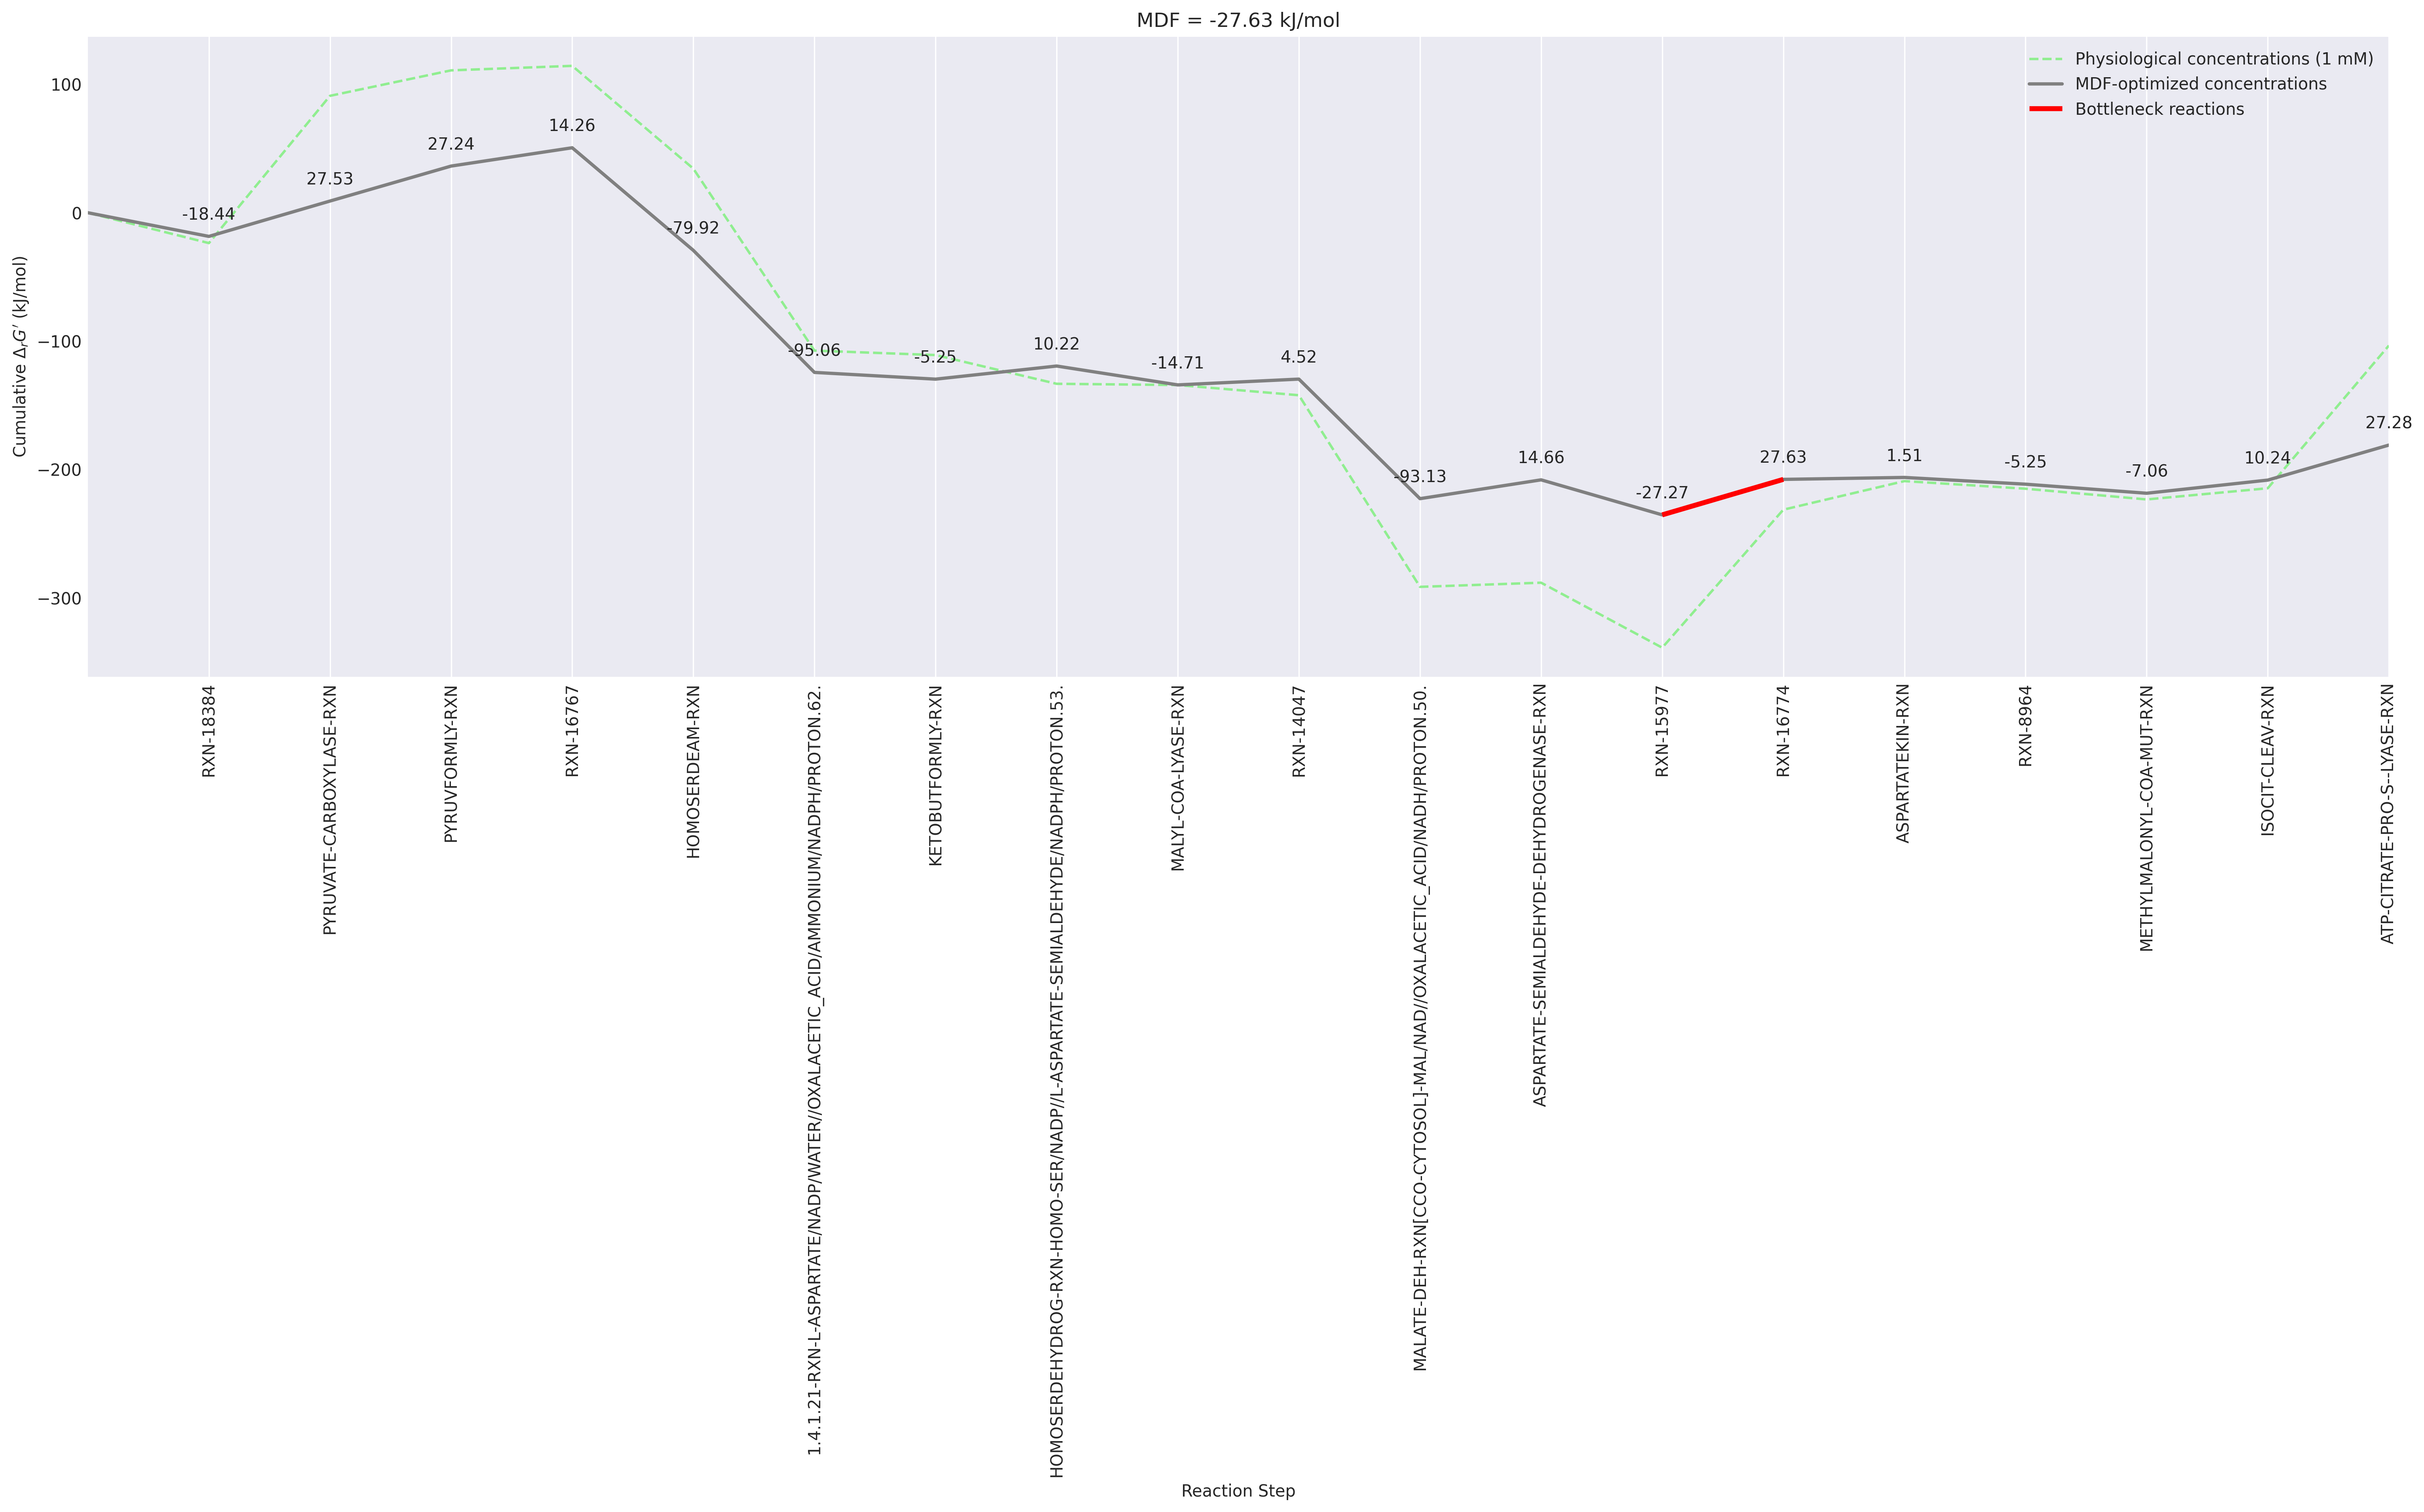 MDF = -27.63 kJ/mol
Physiological concentrations (1 mM)
MDF-optimized concentrations
Bottleneck reactions
Cumulative ΔrG′ (kJ/mol)
100
0
−100
−200
−300
-18.44
27.53
27.24
14.26
-79.92
-95.06
-5.25
10.22
-14.71
4.52
-93.13
14.66
-27.27
27.63
1.51
-5.25
-7.06
10.24
27.28
RXN-18384
PYRUVATE-CARBOXYLASE-RXN
PYRUVFORMLY-RXN
RXN-16767
HOMOSERDEAM-RXN
1.4.1.21-RXN-L-ASPARTATE/NADP/WATER//OXALACETIC_ACID/AMMONIUM/NADPH/PROTON.62.
KETOBUTFORMLY-RXN
HOMOSERDEHYDROG-RXN-HOMO-SER/NADP//L-ASPARTATE-SEMIALDEHYDE/NADPH/PROTON.53.
MALYL-COA-LYASE-RXN
RXN-14047
MALATE-DEH-RXN[CCO-CYTOSOL]-MAL/NAD//OXALACETIC_ACID/NADH/PROTON.50.
ASPARTATE-SEMIALDEHYDE-DEHYDROGENASE-RXN
RXN-15977
RXN-16774
ASPARTATEKIN-RXN
RXN-8964
METHYLMALONYL-COA-MUT-RXN
ISOCIT-CLEAV-RXN
ATP-CITRATE-PRO-S--LYASE-RXN
Reaction Step